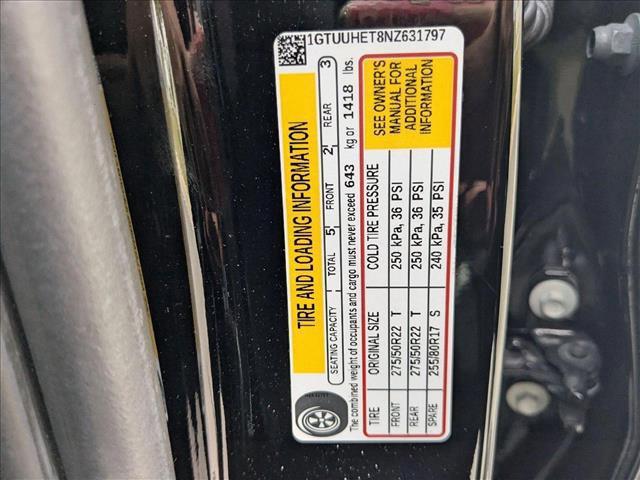 1GTUUHET8NZ631797
TIRE AND LOADING INFORMATION
SEATING CAPACITY TOTAL 5 FRONT 2 REAR 3
The combined weight of occupants and cargo must never exceed 643 kg or 1418 lbs.
TIRE ORIGINAL SIZE COLD TIRE PRESSURE
FRONT 275/50R22 T 250 kPa, 36 PSI
REAR 275/50R22 T 250 kPa, 36 PSI
SPARE 255/80R17 S 240 kPa, 35 PSI
SEE OWNER'S
MANUAL FOR
ADDITIONAL
INFORMATION